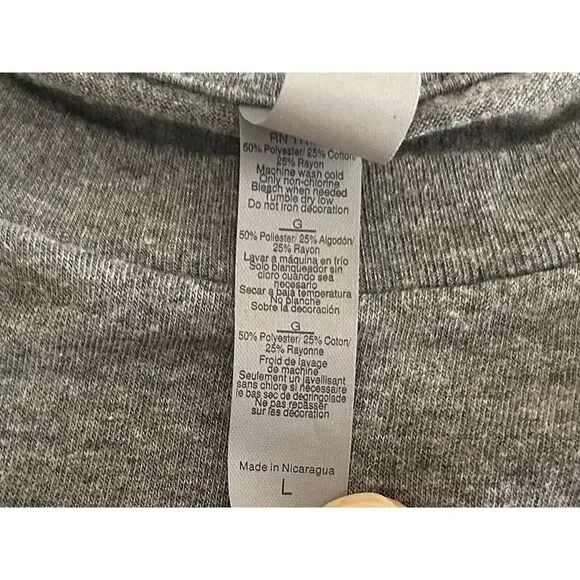 RN
50% Polyester/ 25% Cotton/
25% Rayon
Machine wash cold
Only non-chlorine
Bleach when needed
Tumble dry low
Do not iron decoration
G
50% Poliester/ 25% Algodón/
25% Rayon
Lavar a máquina en frío
Solo blanqueador sin
cloro cuando sea
necesario
Secar a baja temperatura
No planche
Sobre la decoración
G
50% Polyester/ 25% Coton/
25% Rayonne
Froid de lavage
de machine
Seulement un javellisant
sans chlore si nécessaire
le bas sec de degringolade
Ne pas repasser
sur las décoration
Made in Nicaragua
L